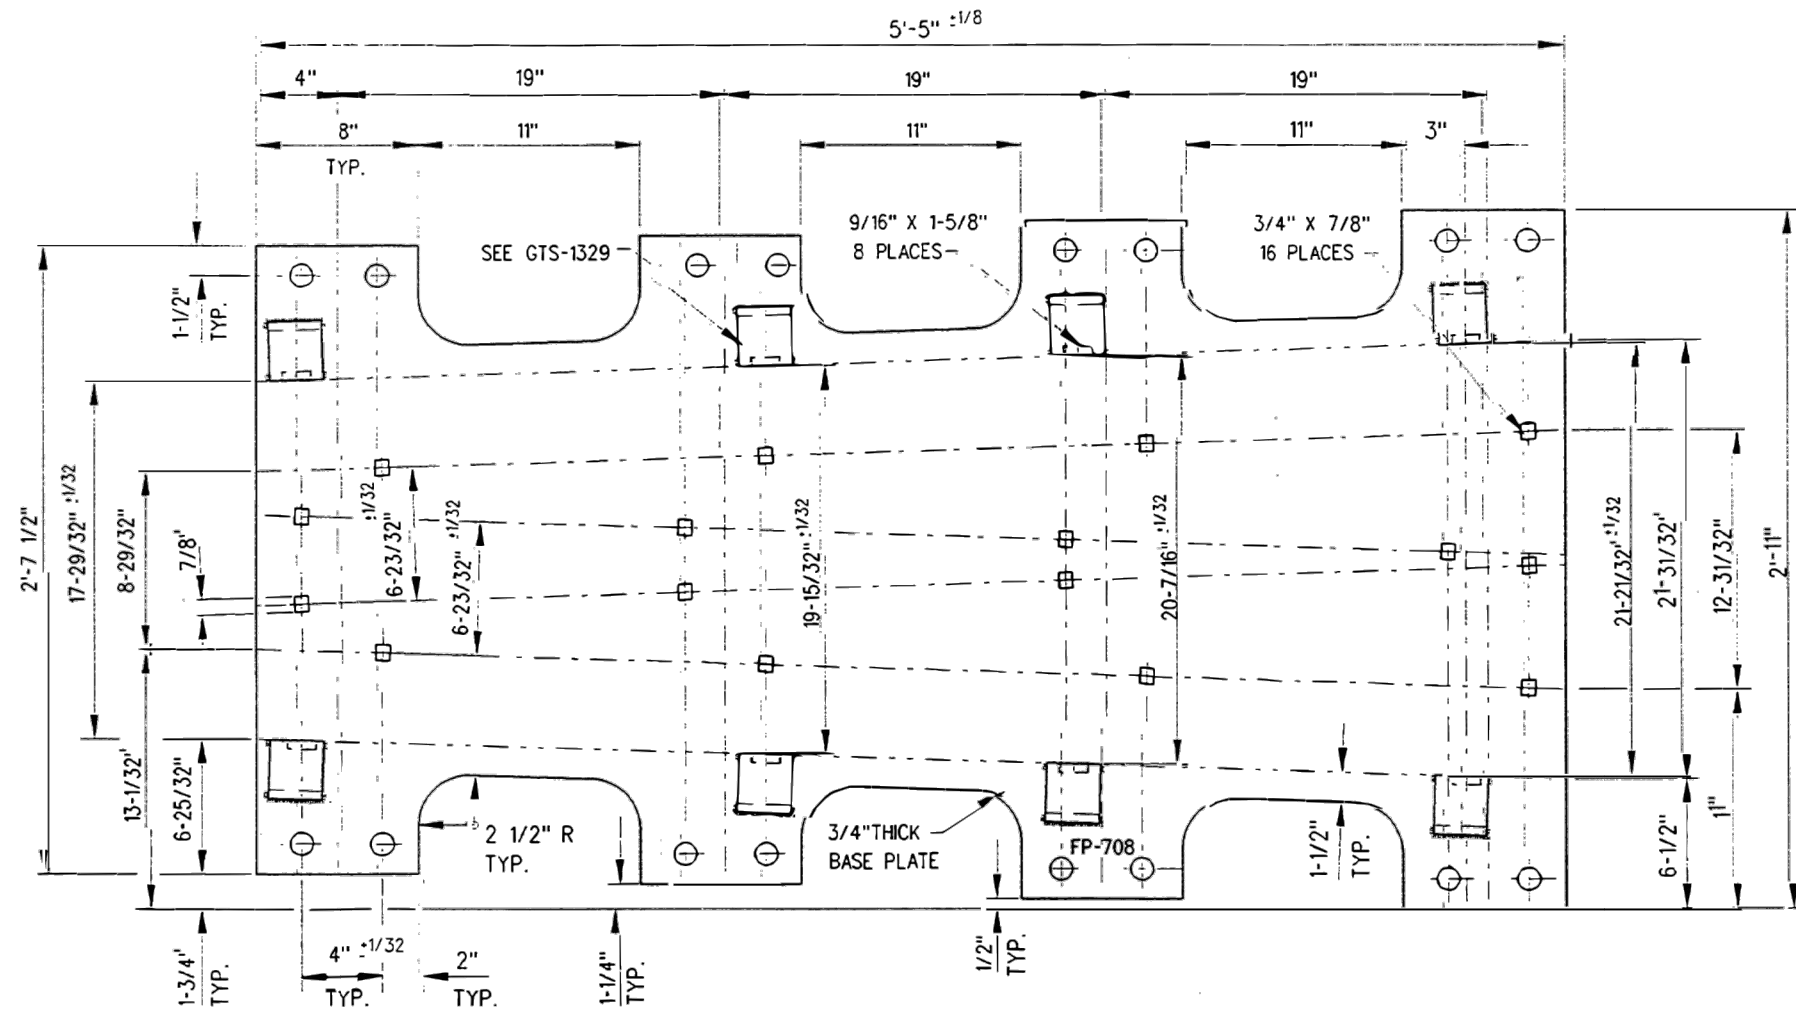 5'-5" ±1/8
4"
19"
19"
19"
8"
TYP.
11"
11"
11"
3"
SEE GTS-1329
9/16" X 1-5/8"
8 PLACES
3/4" X 7/8"
16 PLACES
1-1/2"
TYP.
2'-7 1/2"
17-29/32" ±1/32
8-29/32"
7/8'
±1/32
6-23/32"
6-23/32" ±1/32
19-15/32" ±1/32
20-7/16" ±1/32
21-21/32' ±1/32
21-31/32'
12-31/32"
2'-11"
13-1/32'
6-25/32"
2 1/2" R
TYP.
3/4"THICK
BASE PLATE
FP-708
1-1/2"
TYP.
6-1/2"
11"
1-3/4'
TYP.
4" ±1/32
TYP.
2"
TYP.
1-1/4"
TYP.
1/2"
TYP.